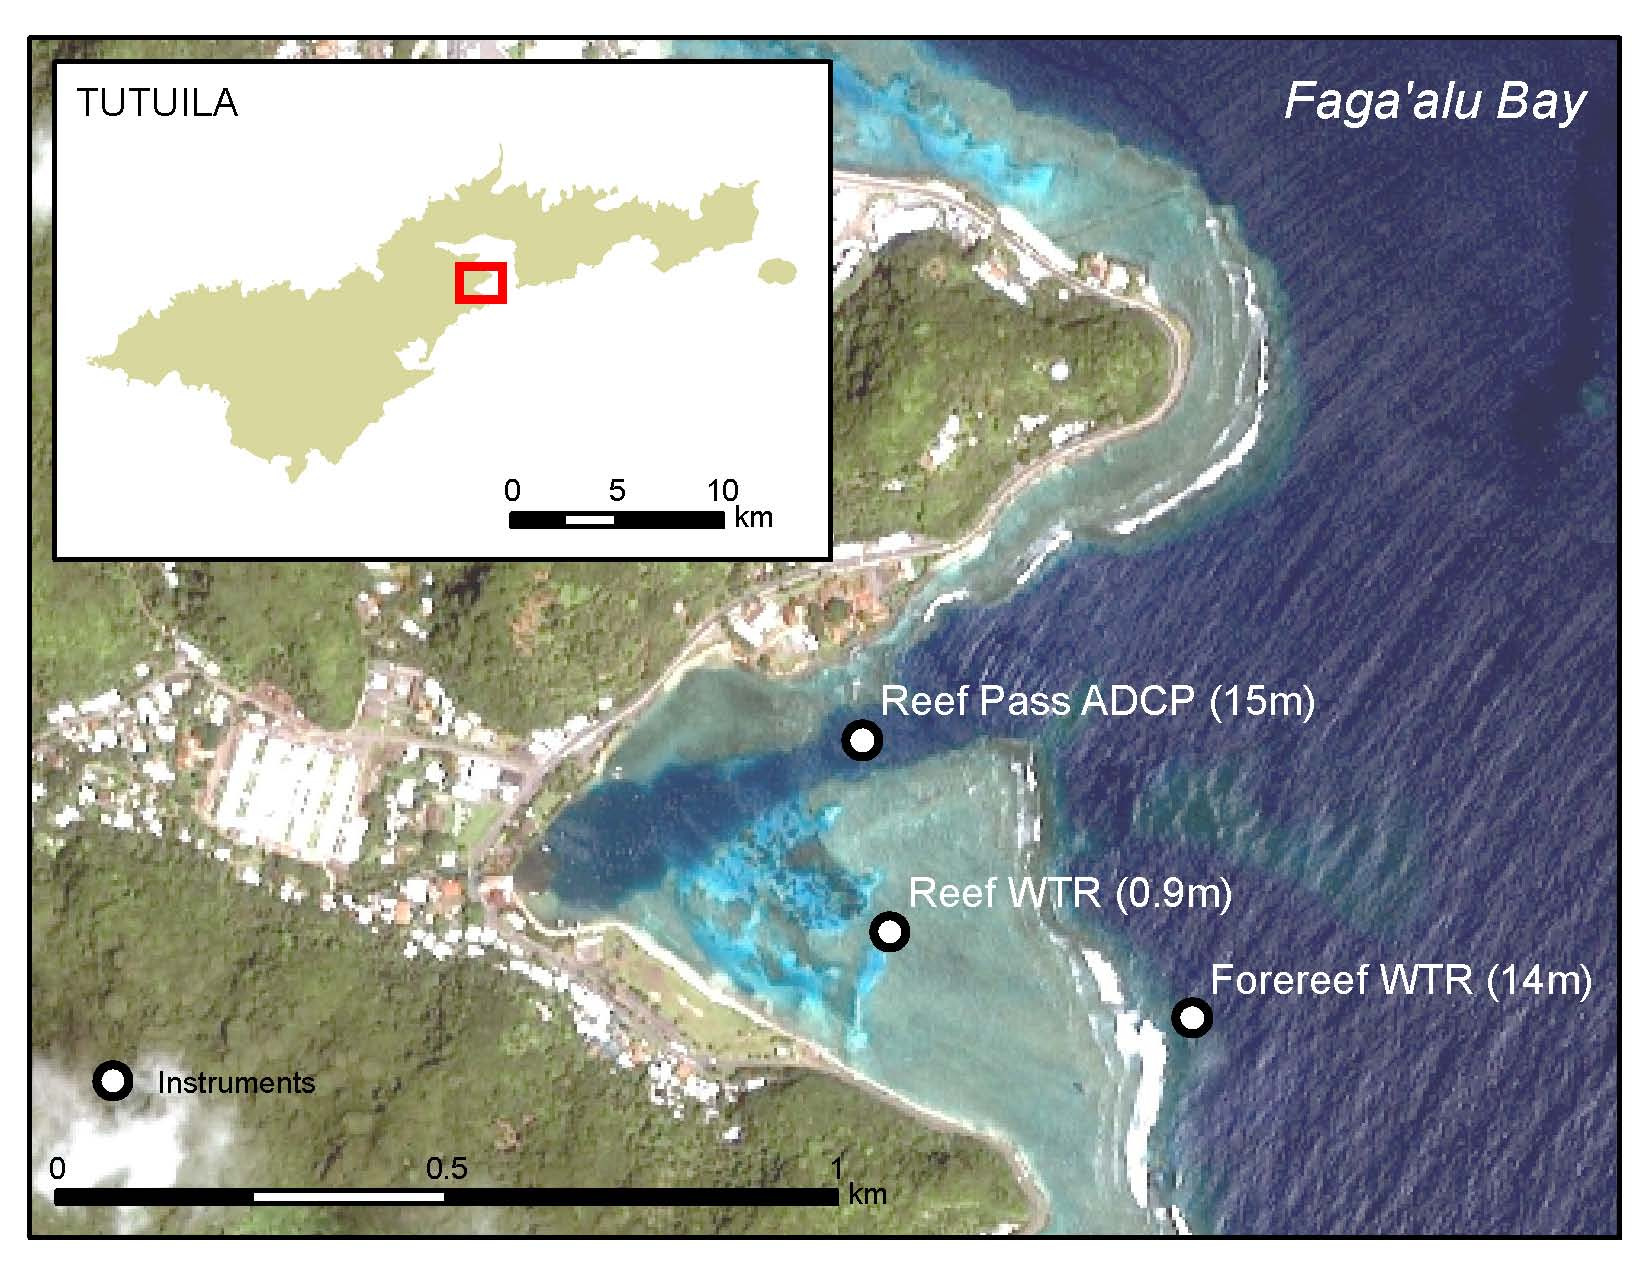 TUTUILA
Faga'alu Bay
0 5 10
km
Reef Pass ADCP (15m)
Reef WTR (0.9m)
Forereef WTR (14m)
Instruments
0 0.5 1
km